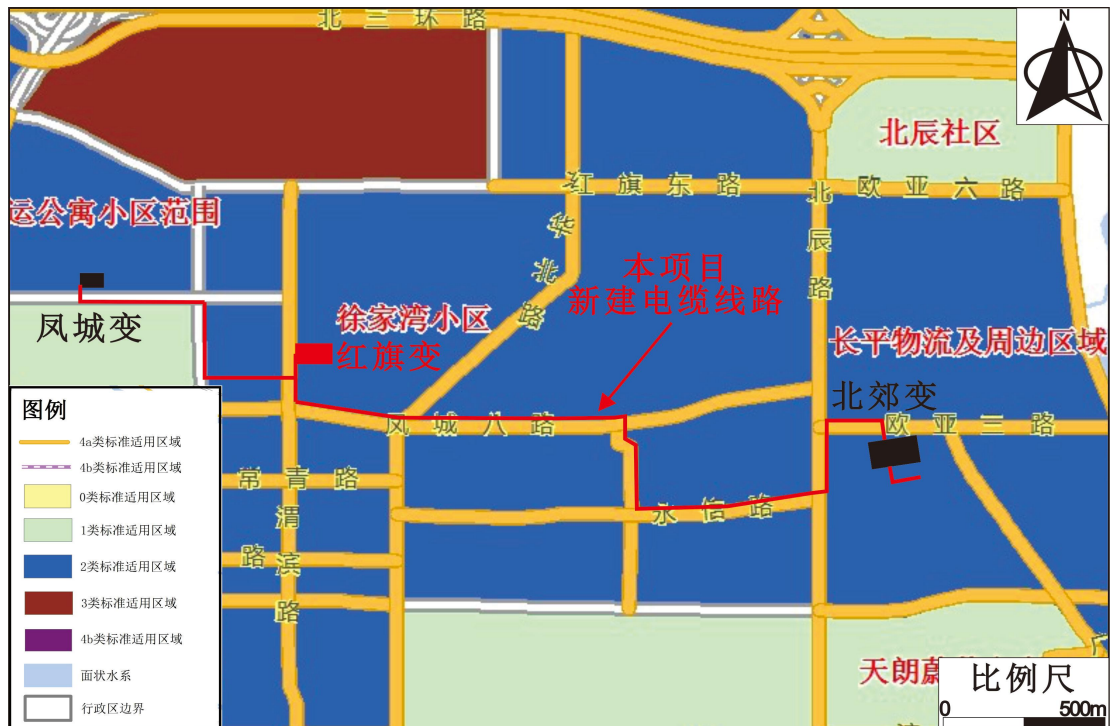 北三环路
N
北辰社区
红旗东路
北辰路
欧亚六路
运公寓小区范围
北华路
本项目
新建电缆线路
徐家湾小区
凤城变
红旗变
长平物流及周边区域
北郊变
凤城八路
欧亚三路
常青路
渭滨路
永信路
路
图例
4a类标准适用区域
4b类标准适用区域
0类标准适用区域
1类标准适用区域
2类标准适用区域
3类标准适用区域
4b类标准适用区域
面状水系
行政区边界
天朗蔚
广
比例尺
0 500m